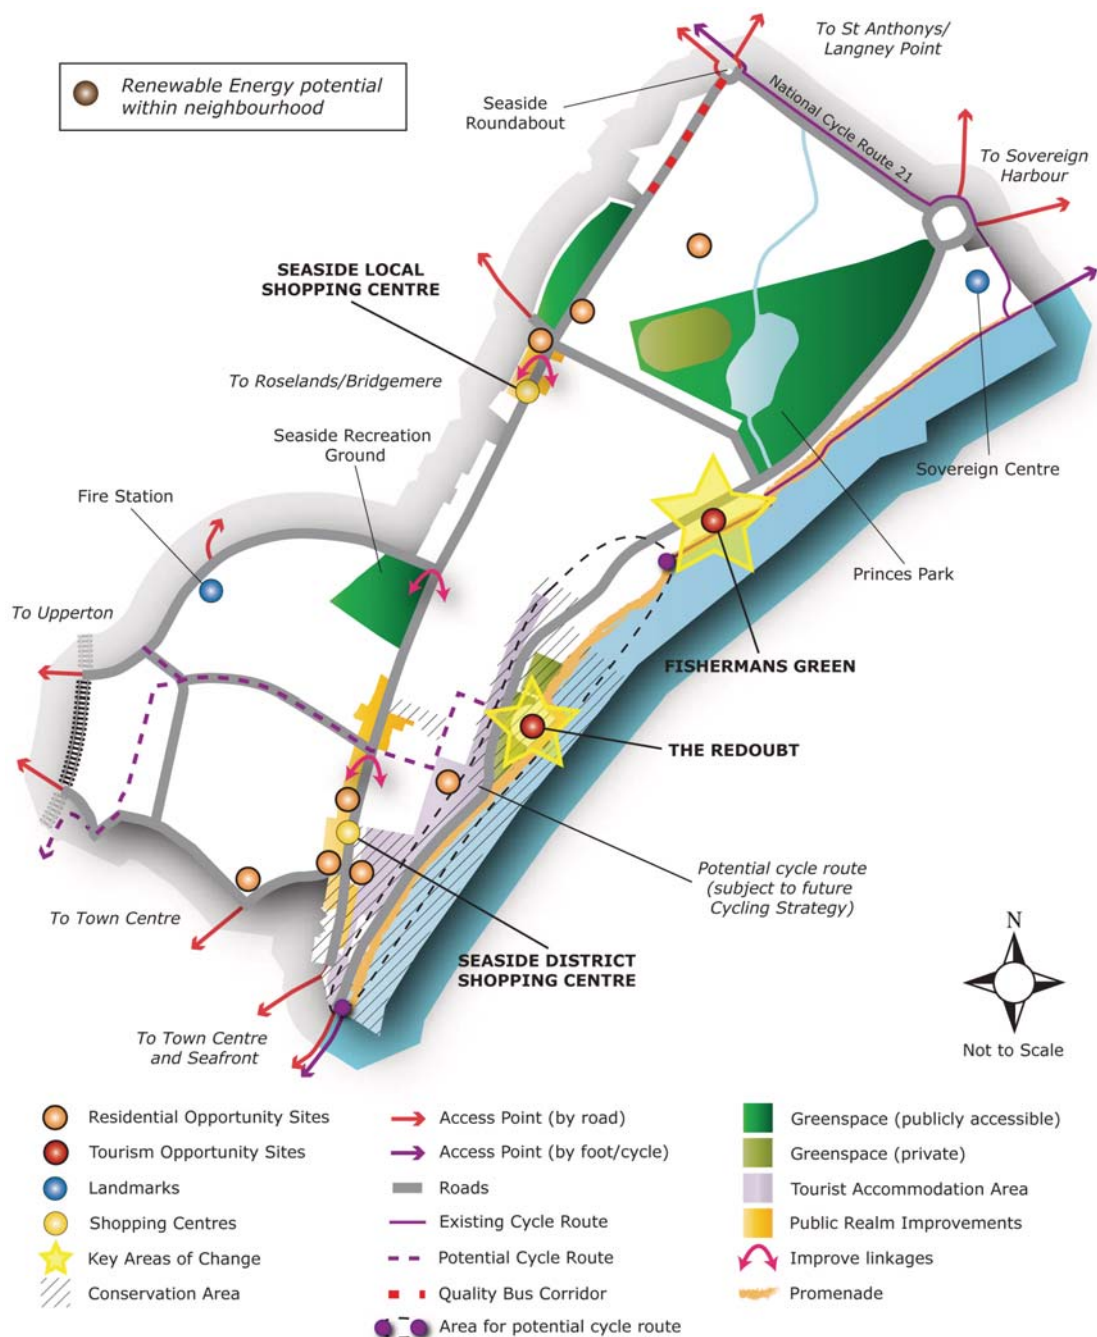 To St Anthonys/
Langney Point
Renewable Energy potential
within neighbourhood
Seaside
Roundabout
National Cycle Route 21
To Sovereign
Harbour
SEASIDE LOCAL
SHOPPING CENTRE
To Roselands/Bridgemere
Seaside Recreation
Ground
Fire Station
Sovereign Centre
Princes Park
To Upperton
FISHERMANS GREEN
THE REDOUBT
Potential cycle route
(subject to future
Cycling Strategy)
To Town Centre
SEASIDE DISTRICT
SHOPPING CENTRE
To Town Centre
and Seafront
N
Not to Scale
Residential Opportunity Sites
Tourism Opportunity Sites
Landmarks
Shopping Centres
Key Areas of Change
Conservation Area
Access Point (by road)
Access Point (by foot/cycle)
Roads
Existing Cycle Route
Potential Cycle Route
Quality Bus Corridor
Area for potential cycle route
Greenspace (publicly accessible)
Greenspace (private)
Tourist Accommodation Area
Public Realm Improvements
Improve linkages
Promenade